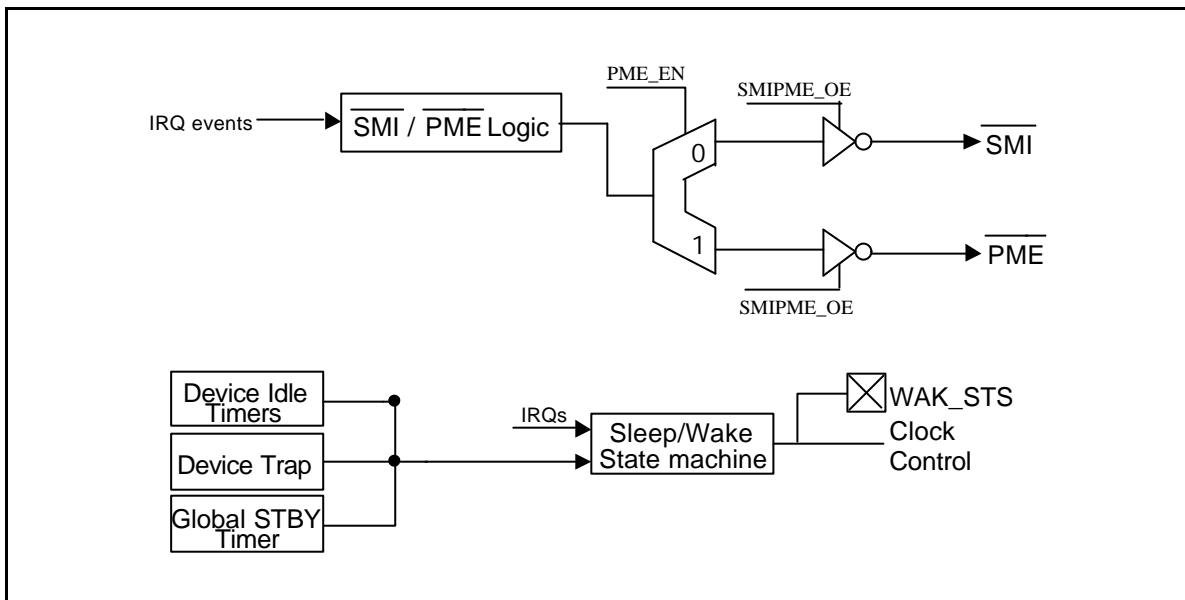 PME_EN
SMIPME_OE
IRQ events
SMI / PME Logic
0
SMI
1
PME
SMIPME_OE
Device Idle
Timers
Device Trap
Global STBY
Timer
IRQs
Sleep/Wake
State machine
WAK_STS
Clock
Control